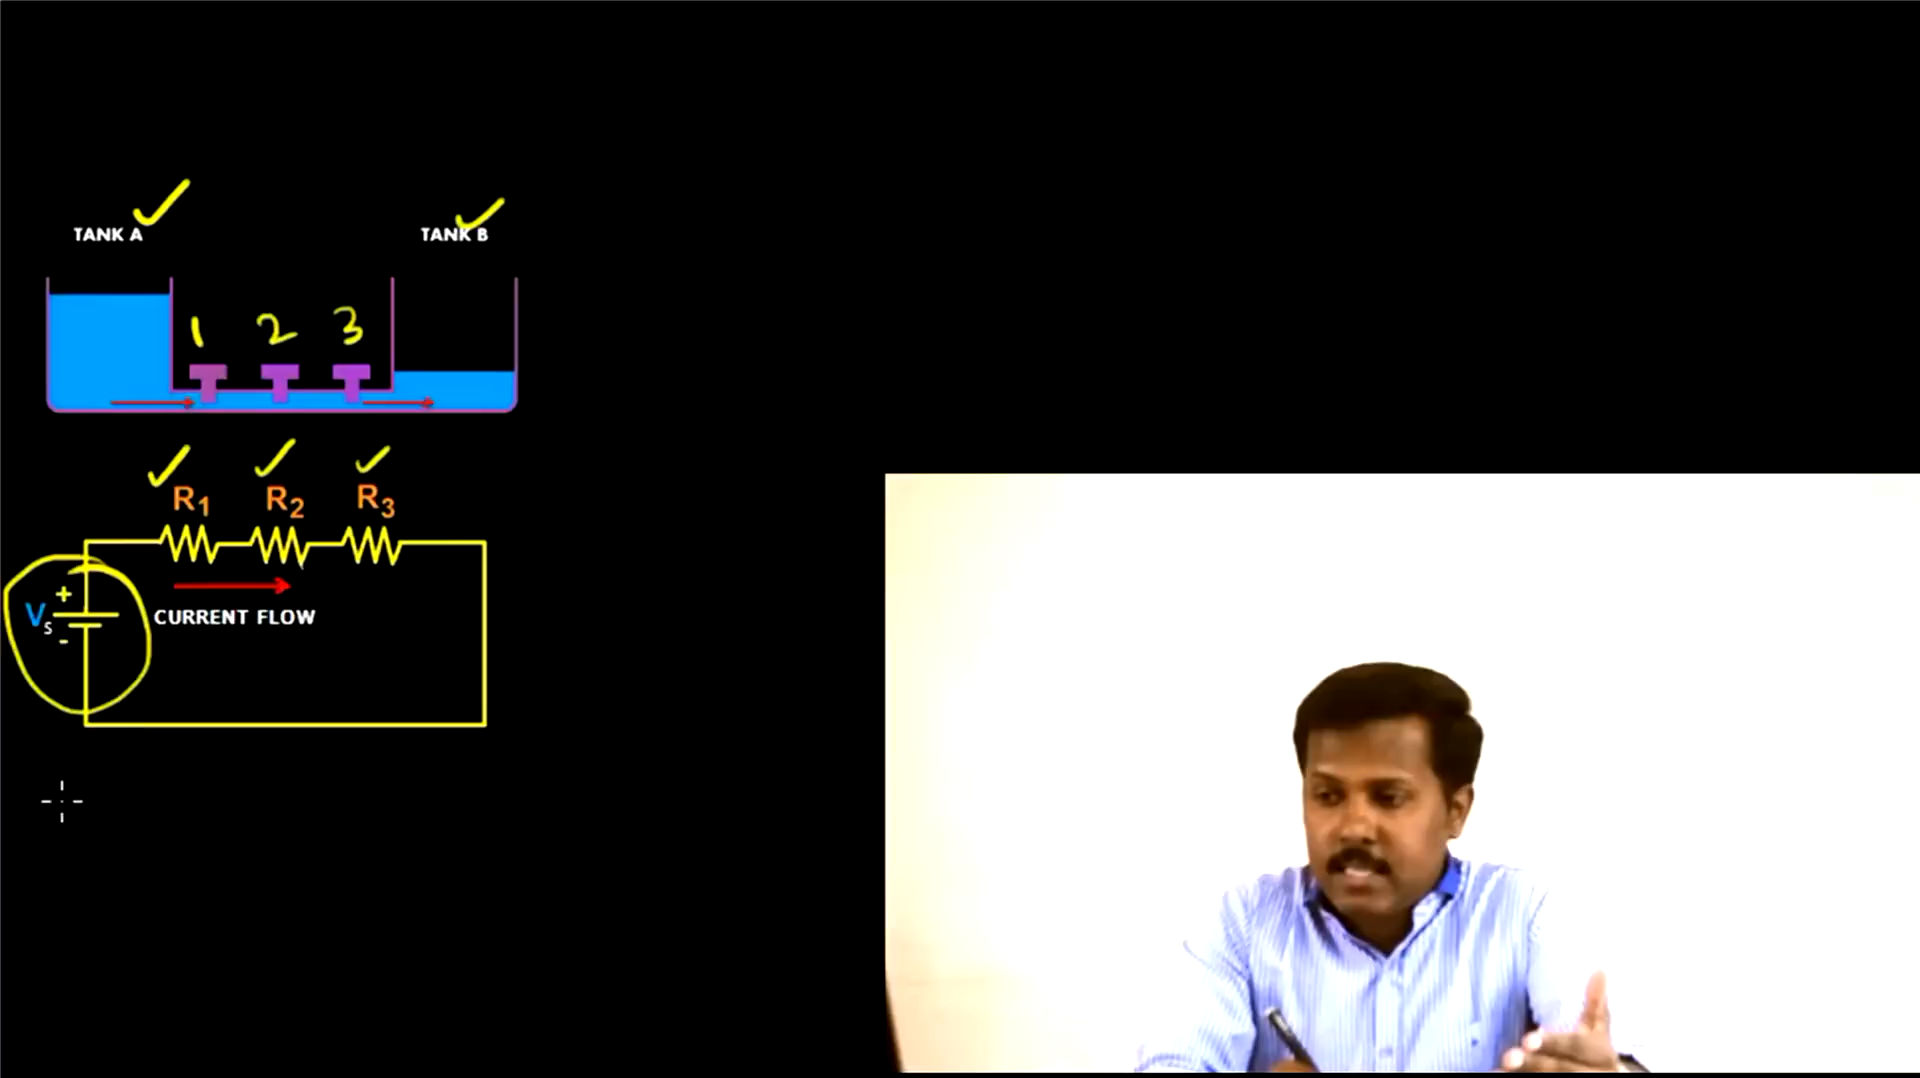 TANK A
TANK B
1 2 3
R1 R2 R3
+
Vs
-
CURRENT FLOW